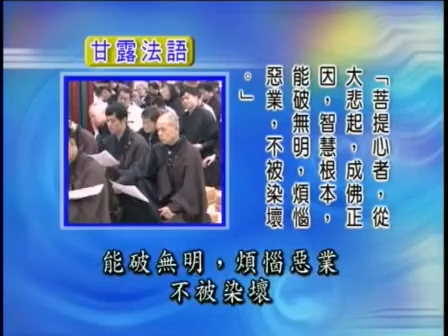 甘露法語
「菩提心者，從
大悲起，成佛正
因，智慧根本，
能破無明，煩惱
惡業，不被染壞
。」
能破無明，煩惱惡業
不被染壞